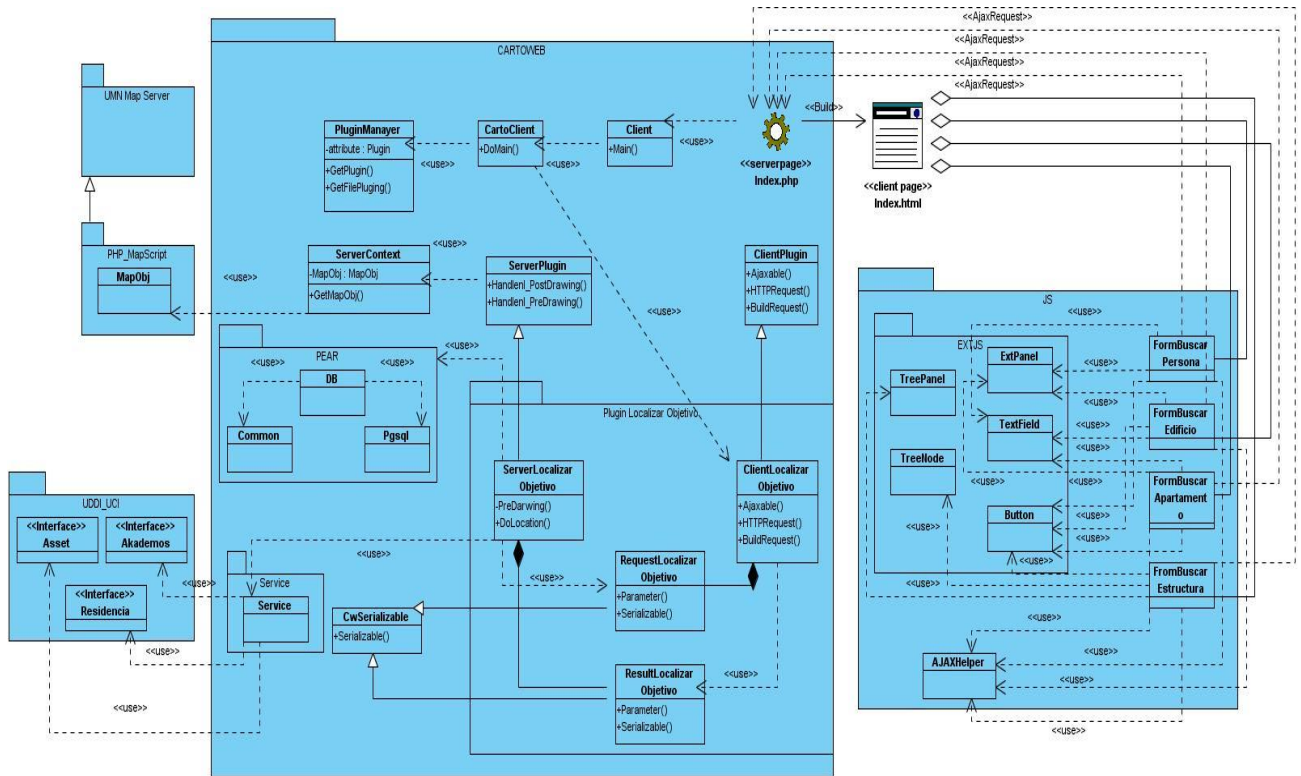 <<AjaxRequest>>
<<AjaxRequest>>
<<AjaxRequest>>
<<AjaxRequest>>
CARTOWEB
UMN Map Server
PluginManayer
-attribute : Plugin
+GetPlugin()
+GetFilePluging()
<<use>>
CartoClient
+DoMain()
<<use>>
Client
+Main()
<<use>>
<<serverpage>>
Index.php
<<Build>>
<<client page>>
Index.html
PHP_MapScript
MapObj
<<use>>
ServerContext
-MapObj : MapObj
+GetMapObj()
<<use>>
ServerPlugin
+Handlenl_PostDrawing()
+Handlenl_PreDrawing()
<<use>>
ClientPlugin
+Ajaxable()
+HTTPRequest()
+BuildRequest()
PEAR
<<use>>
<<use>>
<<use>>
DB
Common
Pgsql
Plugin Localizar Objetivo
ServerLocalizar
Objetivo
-PreDarwing()
+DoLocation()
ClientLocalizar
Objetivo
+Ajaxable()
+HTTPRequest()
+BuildRequest()
<<use>>
<<use>>
RequestLocalizar
Objetivo
+Parameter()
+Serializable()
CwSerializable
+Serializable()
ResultLocalizar
Objetivo
+Parameter()
+Serializable()
<<use>>
UDDI_UCI
<<Interface>>
Asset
<<Interface>>
Akademos
<<Interface>>
Residencia
<<use>>
<<use>>
<<use>>
Service
Service
JS
<<use>>
EXTJS
TreePanel
ExtPanel
<<use>>
FormBuscar
Persona
TextField
<<use>>
<<use>>
<<use>>
FormBuscar
Edificio
TreeNode
<<use>>
FormBuscar
Apartament
o
Button
<<use>>
<<use>>
<<use>>
<<use>>
<<use>>
<<use>>
FromBuscar
Estructura
<<use>>
AJAXHelper
<<use>>
<<use>>
<<use>>